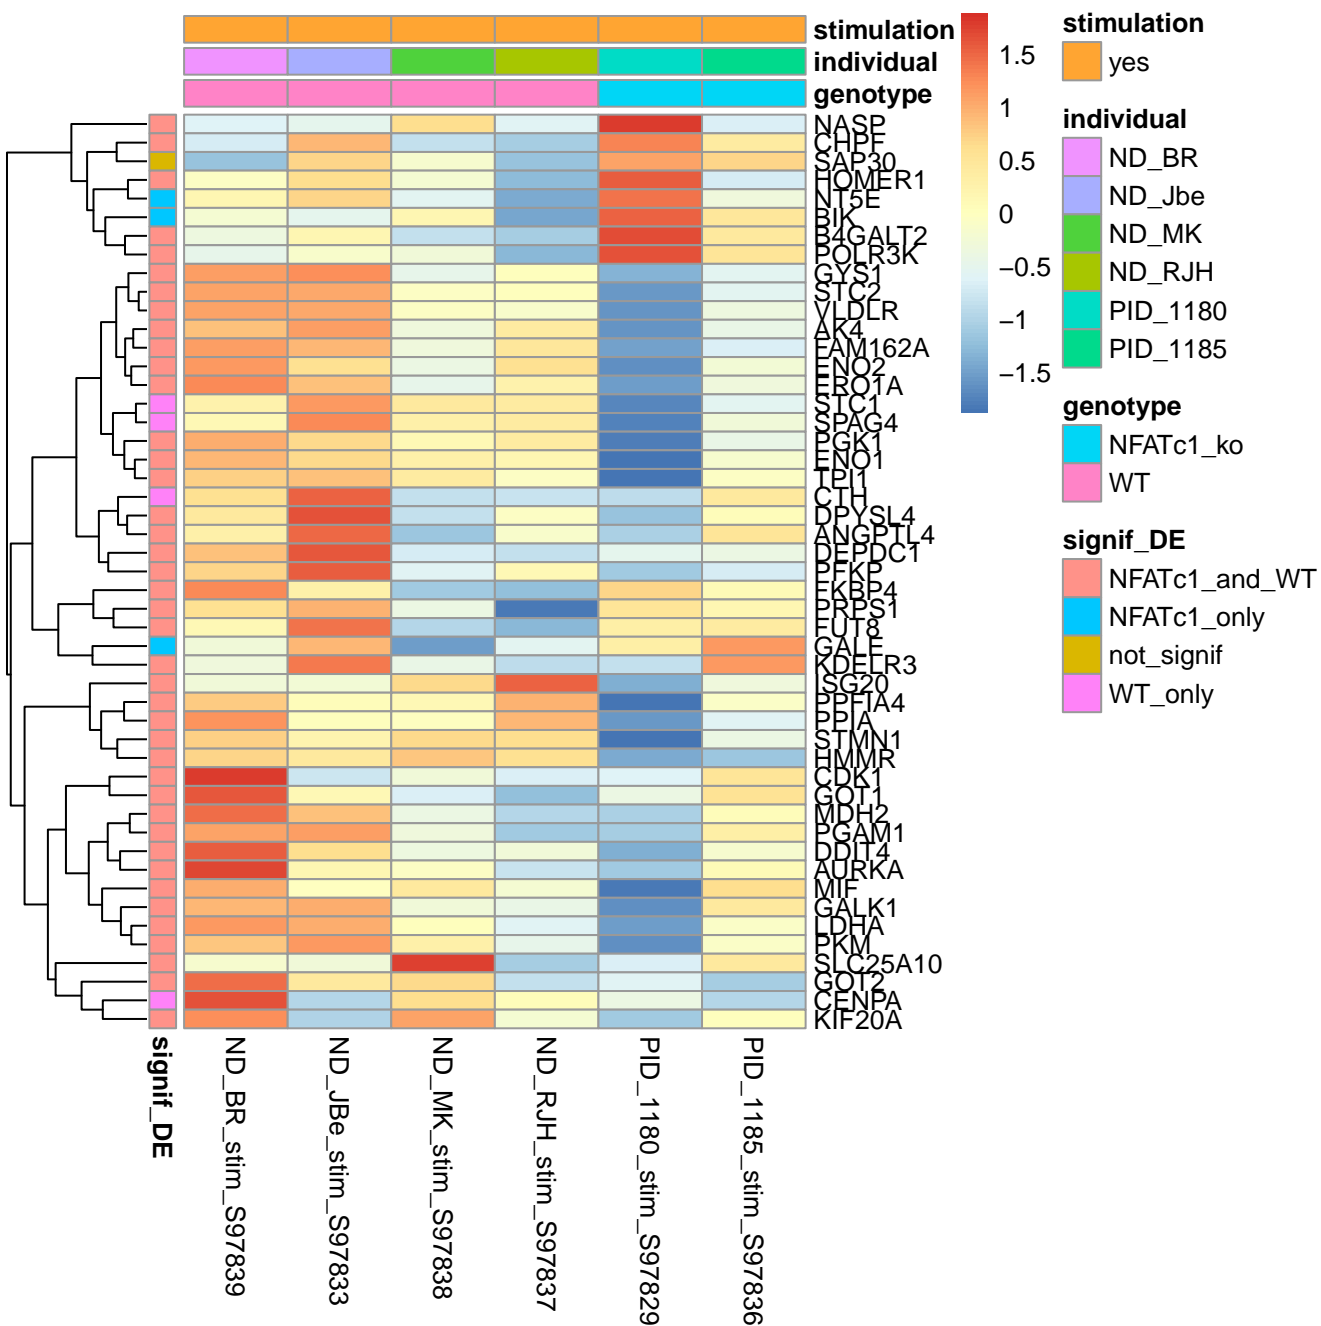 stimulation
individual
genotype
NASP
CHPF
SAP30
HOMER1
NT5E
BIK
B4GALT2
POLR3K
GYS1
STC2
VLDLR
AK4
FAM162A
ENO2
ERO1A
STC1
SPAG4
PGK1
ENO1
TPI1
CTH
DPYSL4
ANGPTL4
DEPDC1
PFKP
FKBP4
PRPS1
FUT8
GALE
KDELR3
ISG20
PPFIA4
PPIA
STMN1
HMMR
CDK1
GOT1
MDH2
PGAM1
DDIT4
AURKA
MIF
GALK1
LDHA
PKM
SLC25A10
GOT2
CENPA
KIF20A
signif_DE
ND_BR_stim_S97839
ND_JBe_stim_S97833
ND_MK_stim_S97838
ND_RJH_stim_S97837
PID_1180_stim_S97829
PID_1185_stim_S97836
1.5
1
0.5
0
−0.5
−1
−1.5
stimulation
yes
individual
ND_BR
ND_Jbe
ND_MK
ND_RJH
PID_1180
PID_1185
genotype
NFATc1_ko
WT
signif_DE
NFATc1_and_WT
NFATc1_only
not_signif
WT_only